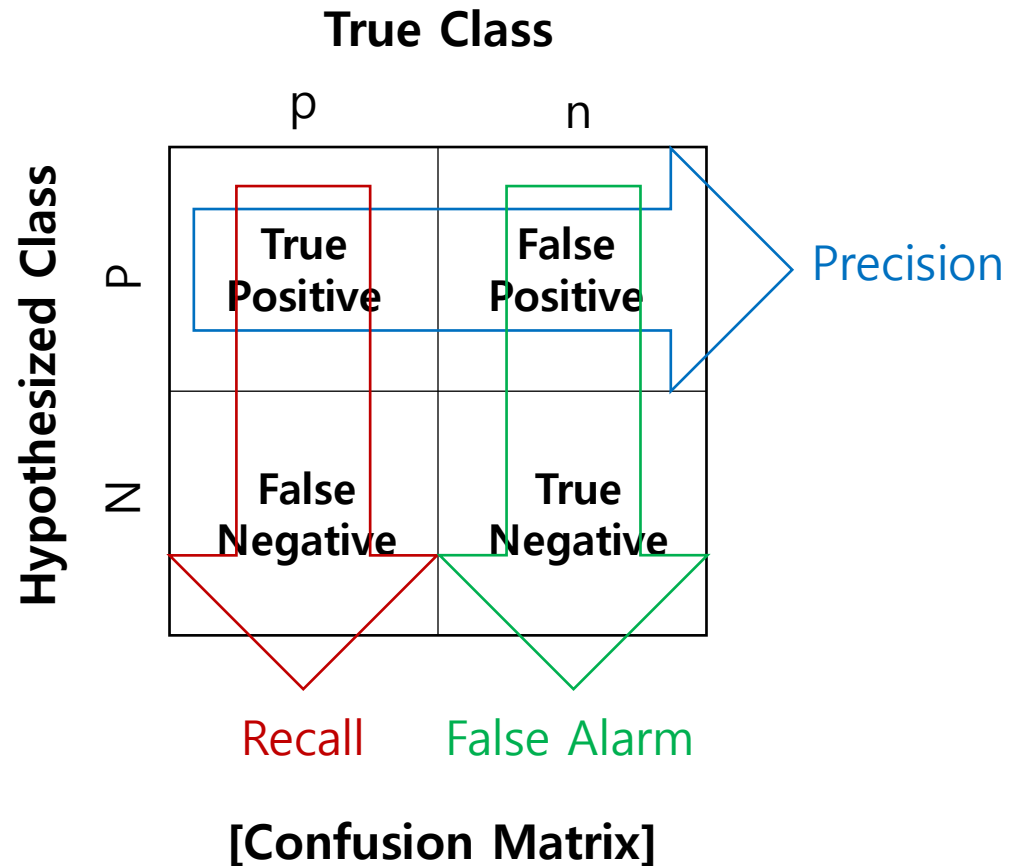 True Class
p
n
Hypothesized Class
P
True
Positive
False
Positive
Precision
N
False
Negative
True
Negative
Recall
False Alarm
[Confusion Matrix]